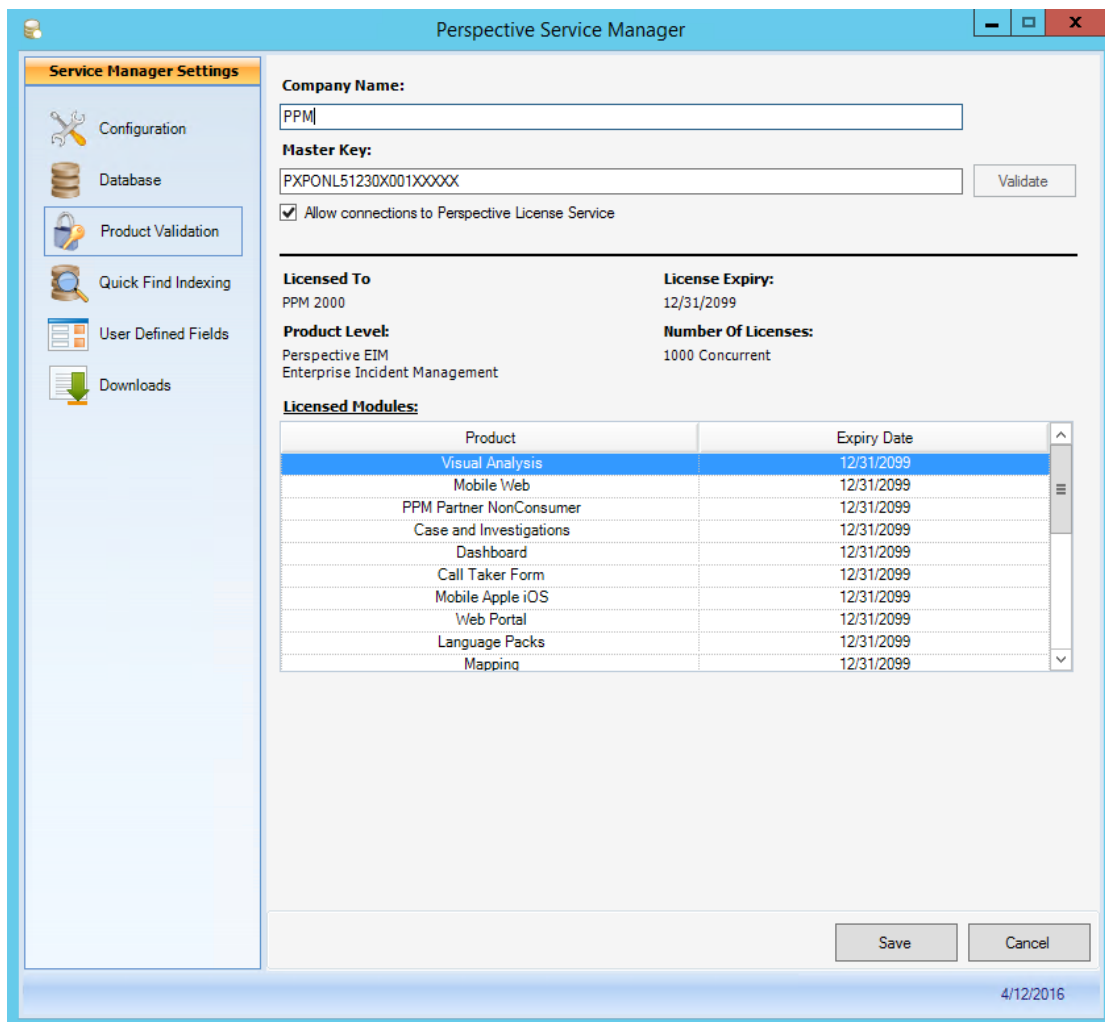 Perspective Service Manager
Service Manager Settings
Configuration
Database
Product Validation
Quick Find Indexing
User Defined Fields
Downloads
Company Name:
PPM
Master Key:
PXPONL51230X001XXXXX
Validate
Allow connections to Perspective License Service
Licensed To
PPM 2000
License Expiry:
12/31/2099
Product Level:
Perspective EIM
Enterprise Incident Management
Number Of Licenses:
1000 Concurrent
Licensed Modules:
Product Expiry Date
Visual Analysis 12/31/2099
Mobile Web 12/31/2099
PPM Partner NonConsumer 12/31/2099
Case and Investigations 12/31/2099
Dashboard 12/31/2099
Call Taker Form 12/31/2099
Mobile Apple iOS 12/31/2099
Web Portal 12/31/2099
Language Packs 12/31/2099
Mapping 12/31/2099
Save Cancel
4/12/2016